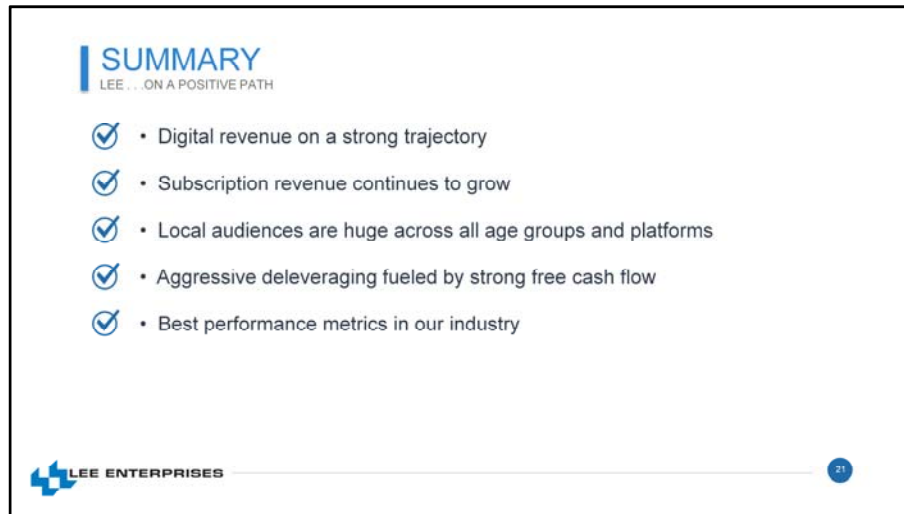 SUMMARY
LEE . . . ON A POSITIVE PATH
• Digital revenue on a strong trajectory
• Subscription revenue continues to grow
• Local audiences are huge across all age groups and platforms
• Aggressive deleveraging fueled by strong free cash flow
• Best performance metrics in our industry
LEE ENTERPRISES
21